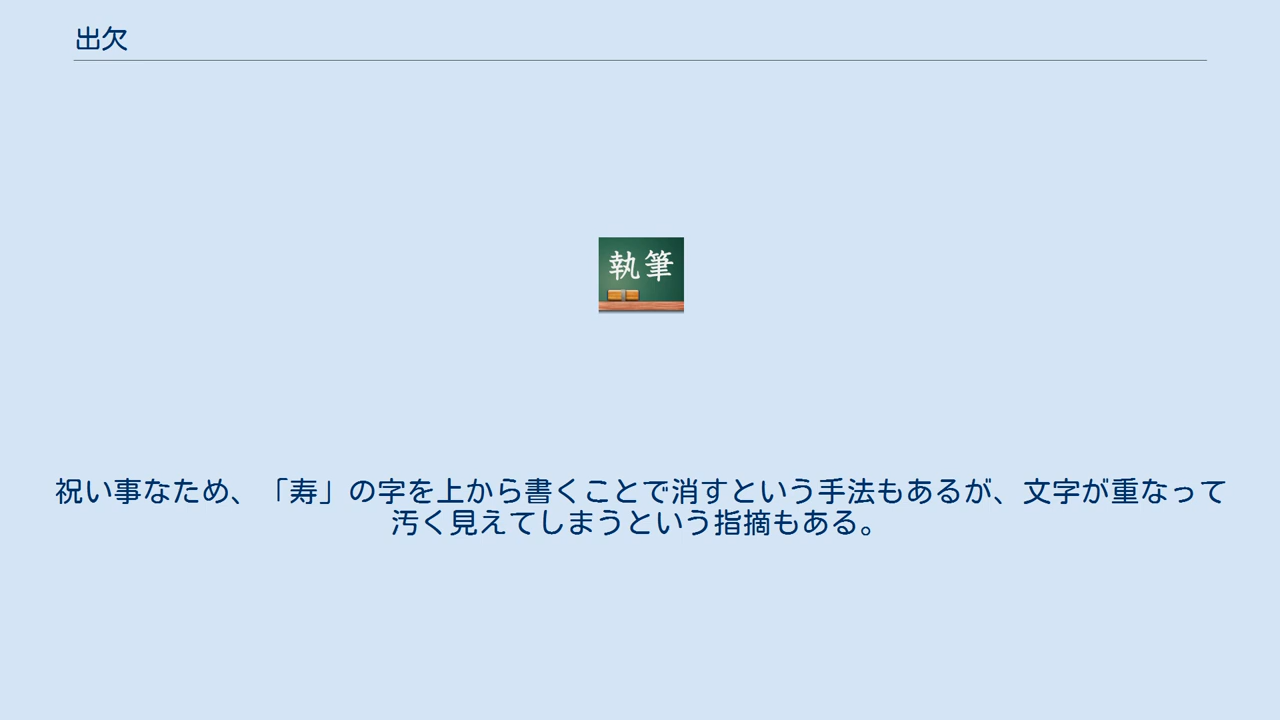 出欠
執筆
祝い事なため、「寿」の字を上から書くことで消すという手法もあるが、文字が重なって
汚く見えてしまうという指摘もある。